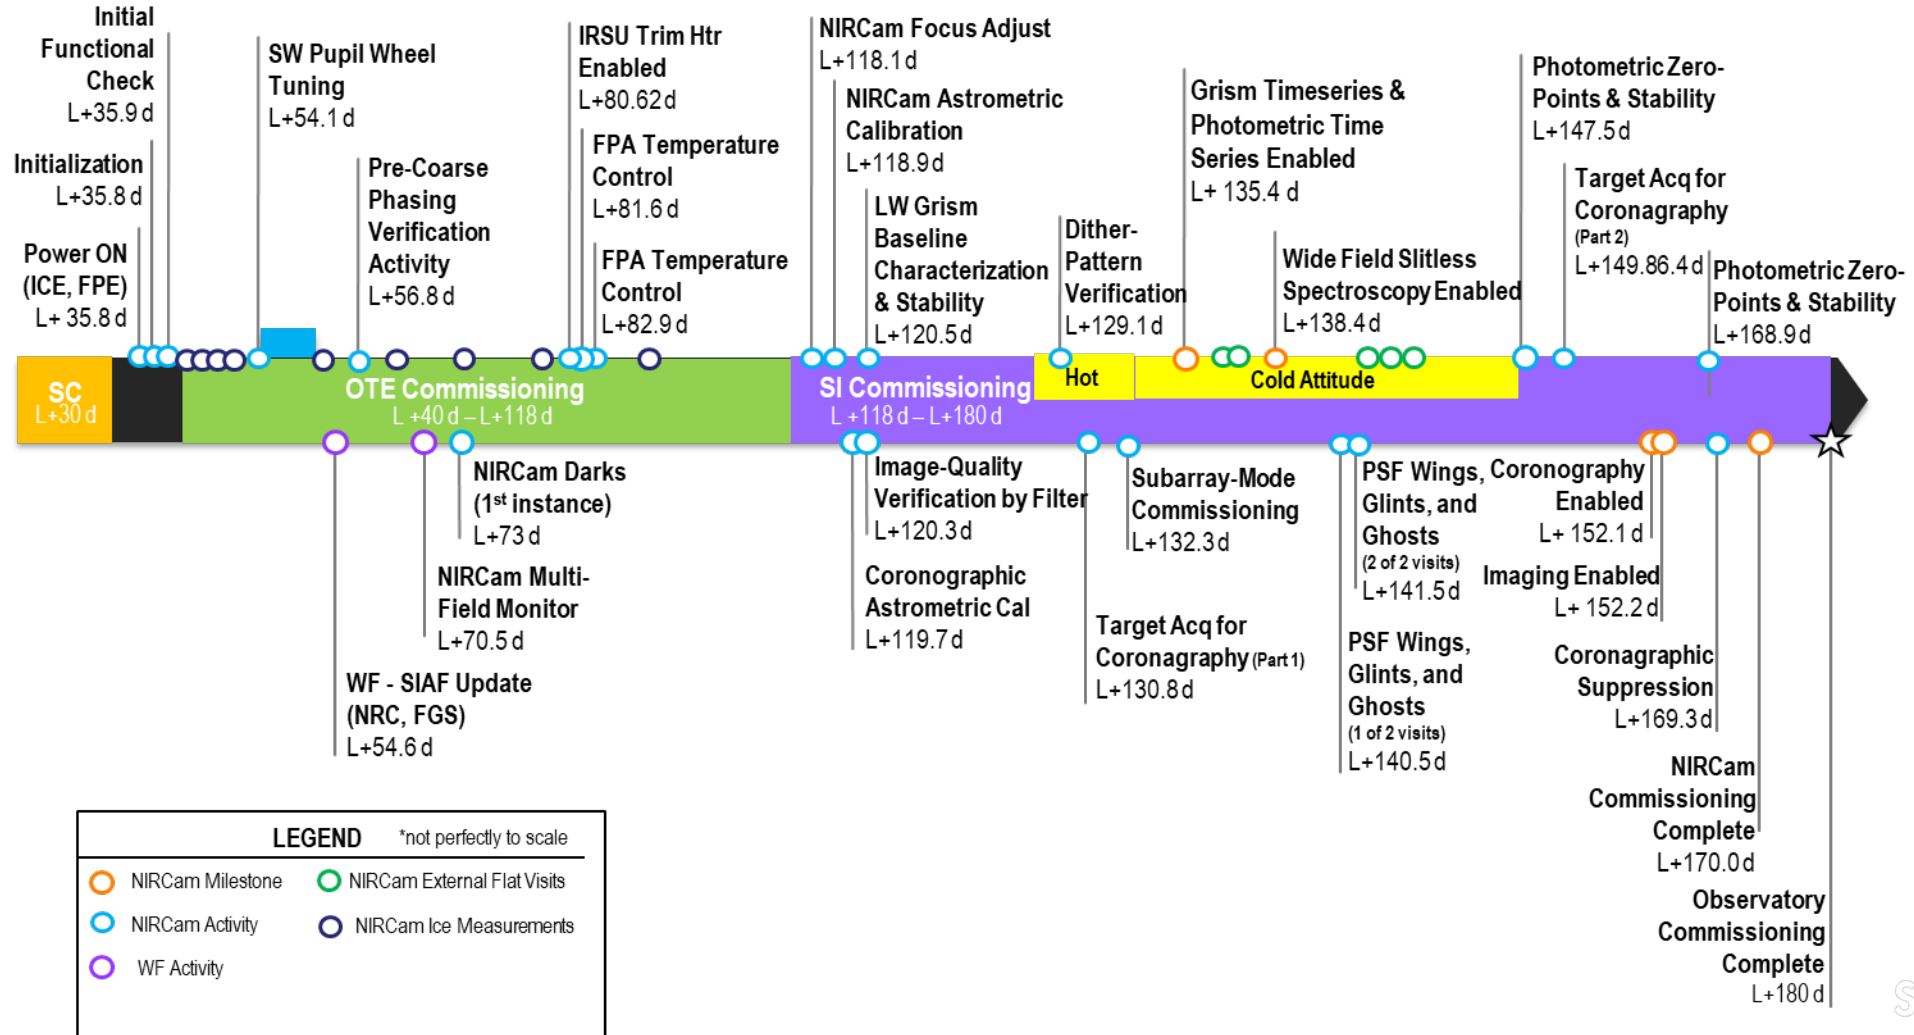 Initial
Functional
Check
L+35.9 d
Initialization
L+35.8 d
Power ON
(ICE, FPE)
L+ 35.8 d
SW Pupil Wheel
Tuning
L+54.1 d
Pre-Coarse
Phasing
Verification
Activity
L+56.8 d
IRSU Trim Htr
Enabled
L+80.62 d
FPA Temperature
Control
L+81.6 d
FPA Temperature
Control
L+82.9 d
NIRCam Focus Adjust
L+118.1 d
NIRCam Astrometric
Calibration
L+118.9 d
LW Grism
Baseline
Characterization
& Stability
L+120.5 d
Dither-
Pattern
Verification
L+129.1 d
Grism Timeseries &
Photometric Time
Series Enabled
L+ 135.4 d
Wide Field Slitless
Spectroscopy Enabled
L+138.4 d
Photometric Zero-
Points & Stability
L+147.5 d
Target Acq for
Coronagraphy
(Part 2)
L+149.86.4 d
Photometric Zero-
Points & Stability
L+168.9 d
SC
L+30 d
OTE Commissioning
L +40 d – L+118 d
SI Commissioning
L +118 d – L+180 d
Hot
Cold Attitude
NIRCam Darks
(1st instance)
L+73 d
NIRCam Multi-
Field Monitor
L+70.5 d
WF - SIAF Update
(NRC, FGS)
L+54.6 d
Image-Quality
Verification by Filter
L+120.3 d
Coronographic
Astrometric Cal
L+119.7 d
Subarray-Mode
Commissioning
L+132.3 d
Target Acq for
Coronagraphy (Part 1)
L+130.8 d
PSF Wings,
Glints, and
Ghosts
(2 of 2 visits)
L+141.5 d
PSF Wings,
Glints, and
Ghosts
(1 of 2 visits)
L+140.5 d
Coronography
Enabled
L+ 152.1 d
Imaging Enabled
L+ 152.2 d
Coronagraphic
Suppression
L+169.3 d
NIRCam
Commissioning
Complete
L+170.0 d
Observatory
Commissioning
Complete
L+180 d
LEGEND *not perfectly to scale
NIRCam Milestone
NIRCam External Flat Visits
NIRCam Activity
NIRCam Ice Measurements
WF Activity
S